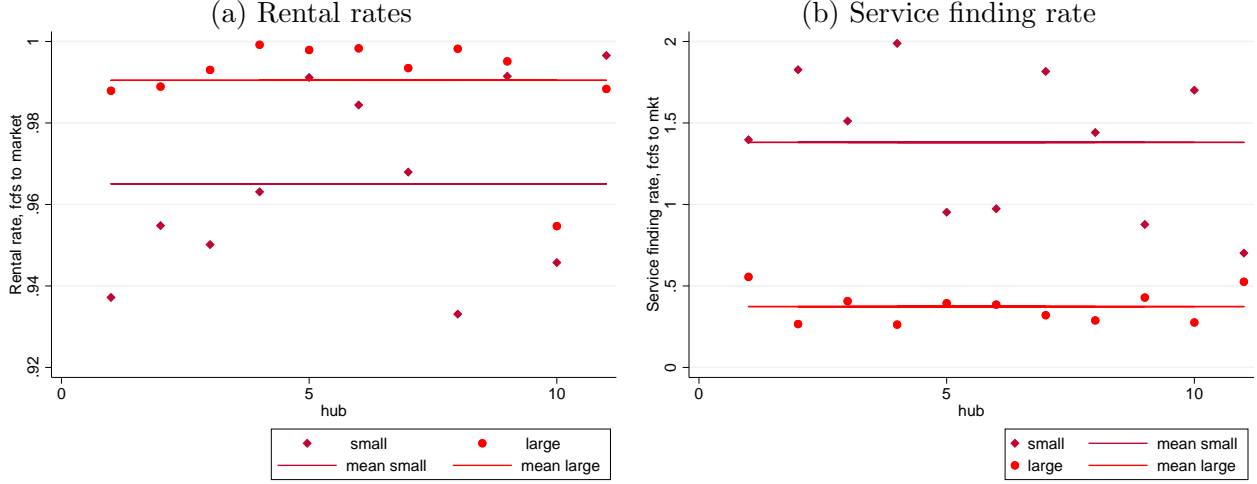 (a) Rental rates
Rental rate, fcfs to market
1
.98
.96
.94
.92
0
5
10
hub
small
large
mean small
mean large
(b) Service finding rate
Service finding rate, fcfs to mkt
2
1.5
1
.5
0
0
5
10
hub
small
mean small
large
mean large